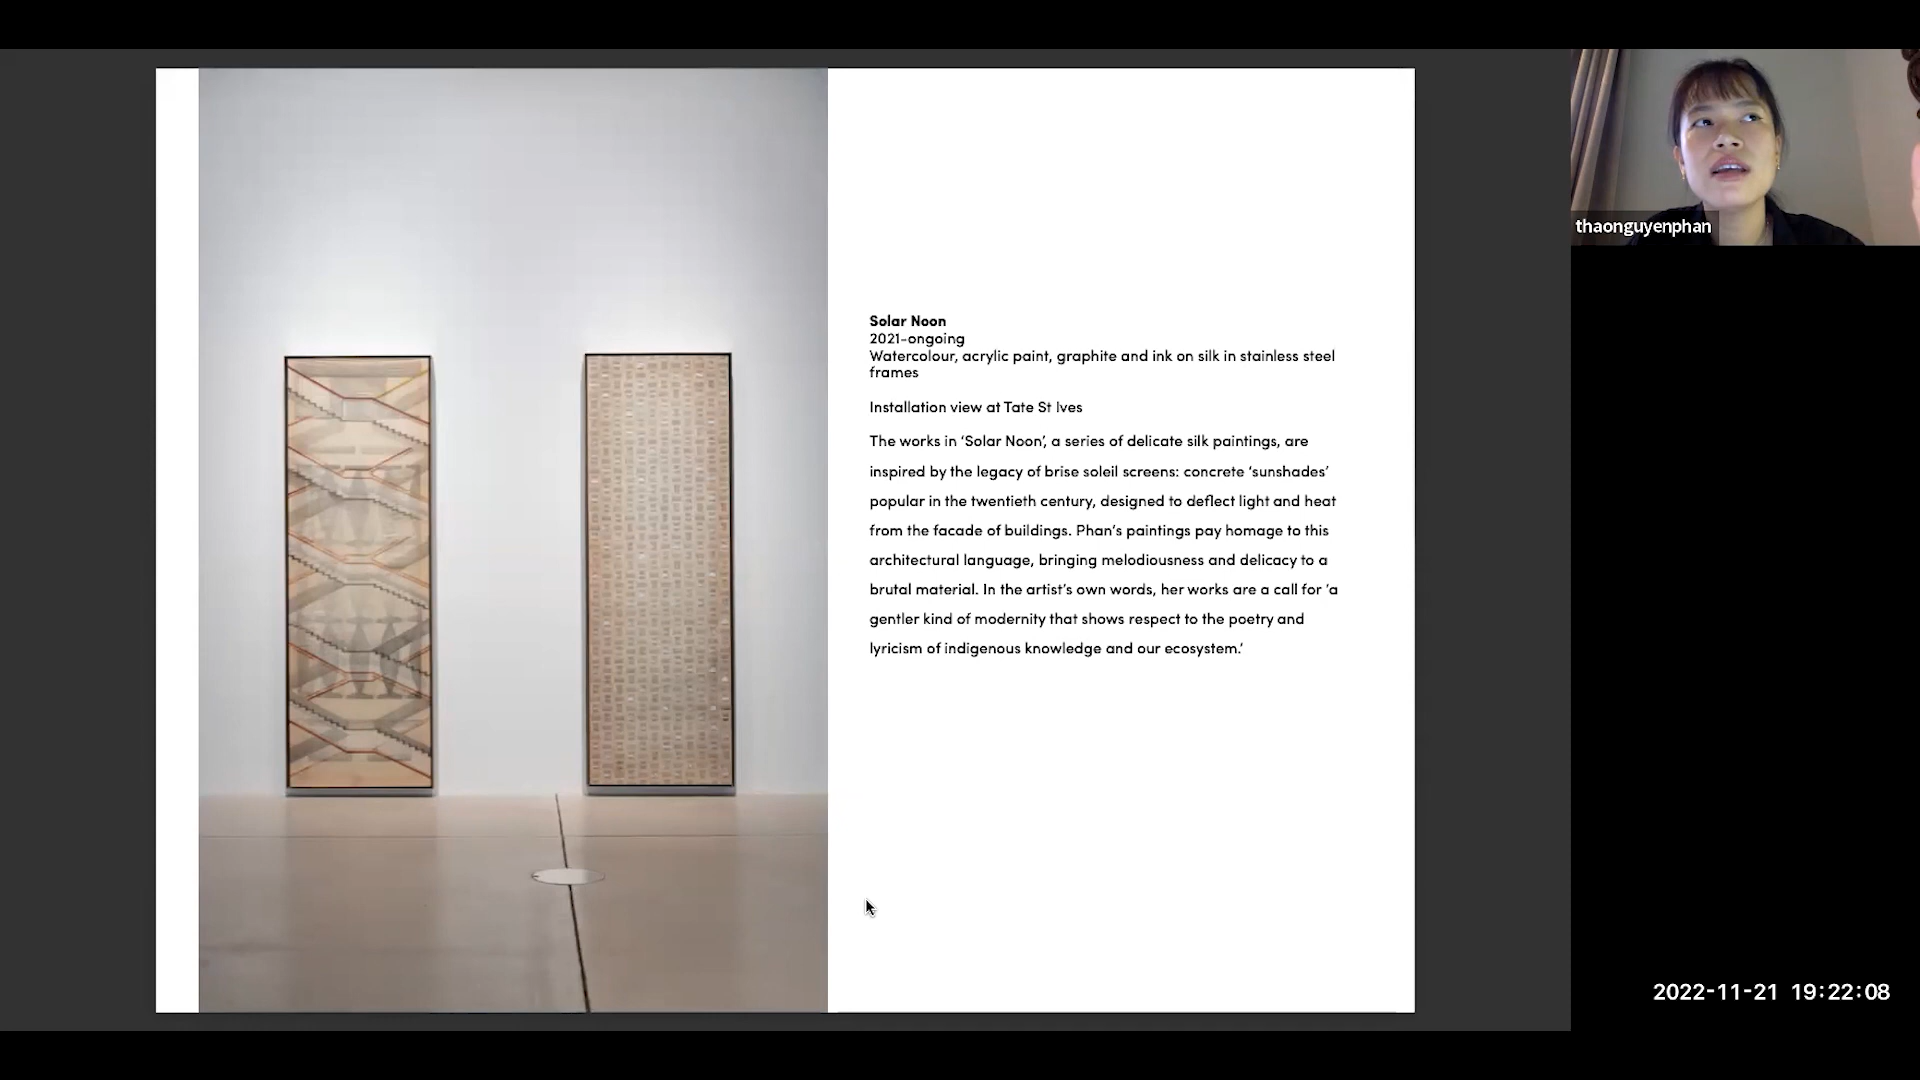 Solar Noon
2021-ongoing
Watercolour, acrylic paint, graphite and ink on silk in stainless steel
frames
Installation view at Tate St Ives
The works in ‘Solar Noon’, a series of delicate silk paintings, are
inspired by the legacy of brise soleil screens: concrete ‘sunshades’
popular in the twentieth century, designed to deflect light and heat
from the facade of buildings. Phan’s paintings pay homage to this
architectural language, bringing melodiousness and delicacy to a
brutal material. In the artist’s own words, her works are a call for ‘a
gentler kind of modernity that shows respect to the poetry and
lyricism of indigenous knowledge and our ecosystem.’
thaonguyenphan
2022-11-21 19:22:08